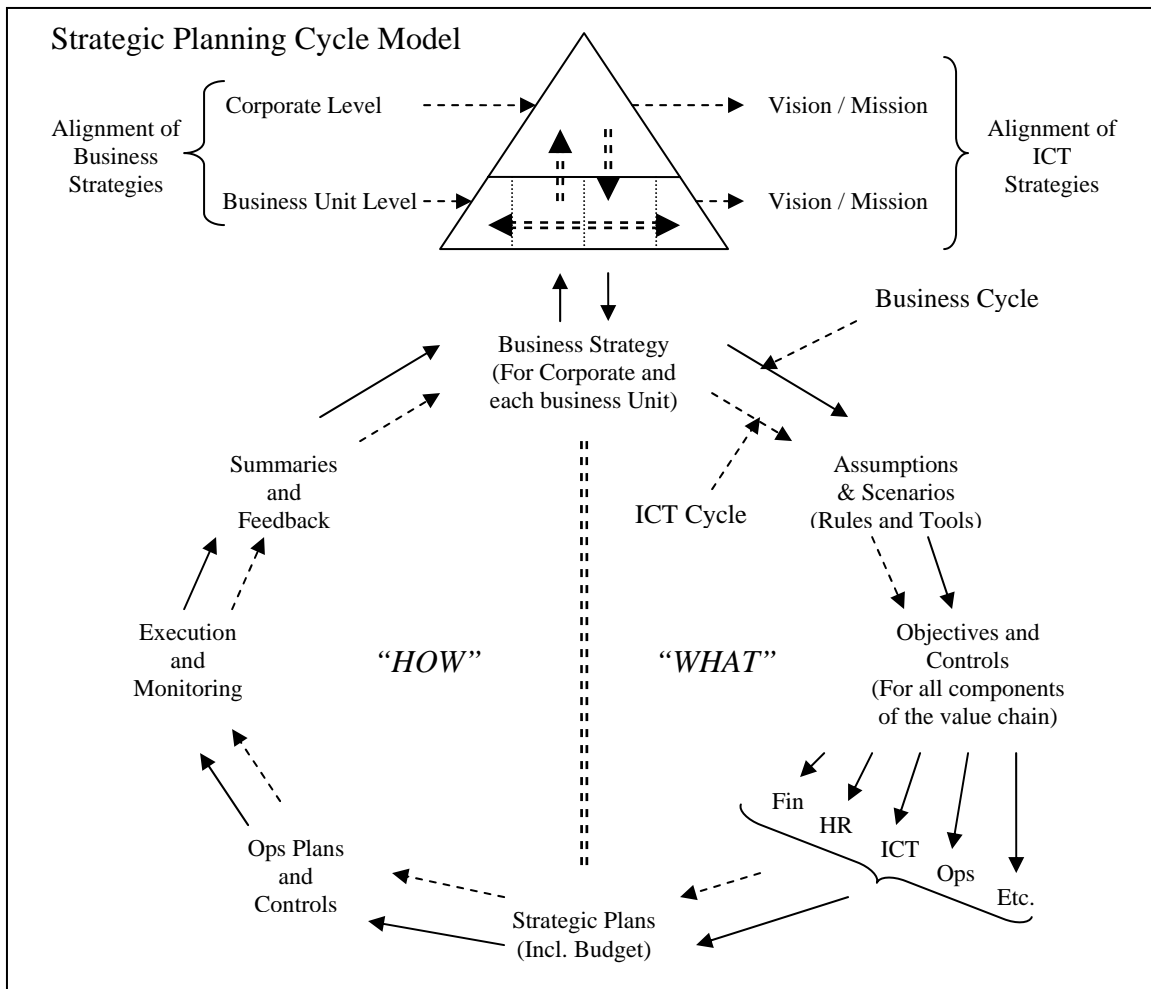 Strategic Planning Cycle Model
Corporate Level
Vision / Mission
Alignment of
Business
Strategies
Alignment of
ICT
Strategies
Business Unit Level
Vision / Mission
Business Cycle
Business Strategy
(For Corporate and
each business Unit)
Summaries
and
Feedback
ICT Cycle
Assumptions
& Scenarios
(Rules and Tools)
Execution
and
Monitoring
“HOW”
“WHAT”
Objectives and
Controls
(For all components
of the value chain)
Fin
HR
ICT
Ops
Etc.
Ops Plans
and
Controls
Strategic Plans
(Incl. Budget)